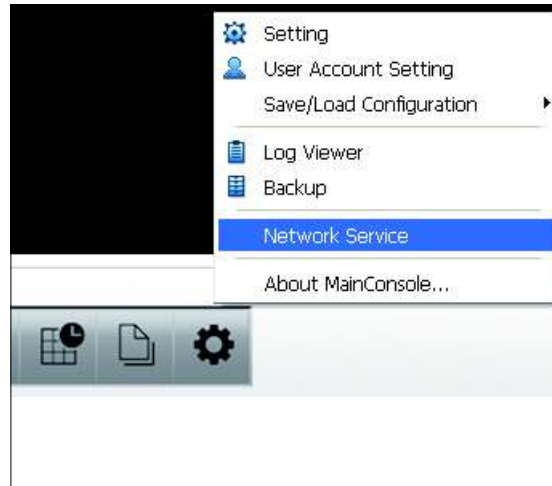 Setting
User Account Setting
Save/Load Configuration
Log Viewer
Backup
Network Service
About MainConsole...